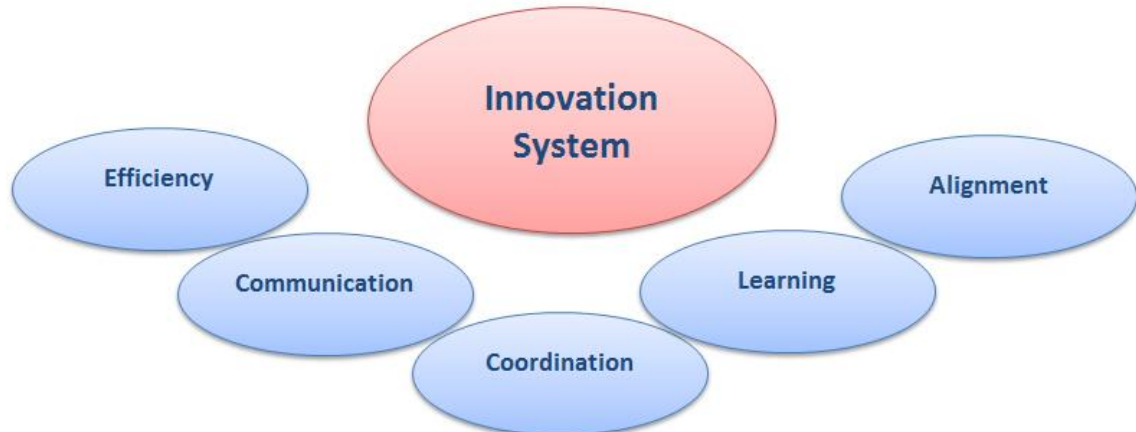 Innovation
System
Efficiency
Alignment
Communication
Learning
Coordination